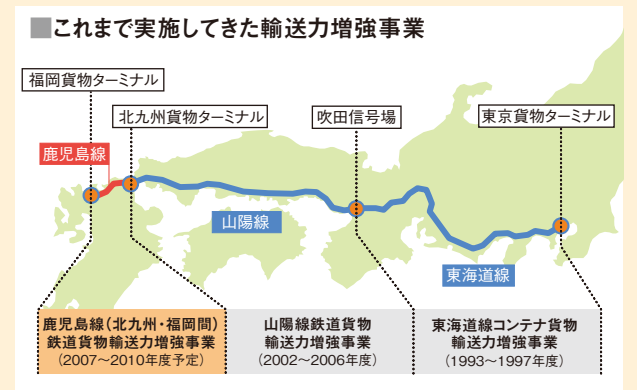 ■これまで実施してきた輸送力増強事業
福岡貨物ターミナル
北九州貨物ターミナル
吹田信号場
東京貨物ターミナル
鹿児島線
山陽線
東海道線
鹿児島線（北九州・福岡間）
鉄道貨物輸送力増強事業
（2007～2010年度予定）
山陽線鉄道貨物
輸送力増強事業
（2002～2006年度）
東海道線コンテナ貨物
輸送力増強事業
（1993～1997年度）